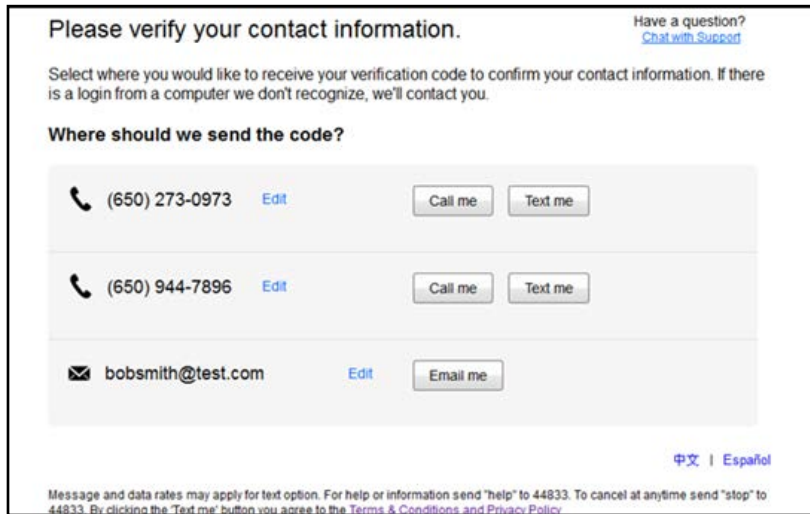 Please verify your contact information.
Have a question?
Chat with Support
Select where you would like to receive your verification code to confirm your contact information. If there
is a login from a computer we don't recognize, we'll contact you.
Where should we send the code?
(650) 273-0973 Edit Call me Text me
(650) 944-7896 Edit Call me Text me
bobsmith@test.com Edit Email me
中文 | Español
Message and data rates may apply for text option. For help or information send "help" to 44833. To cancel at anytime send "stop" to
44833. By clicking the 'Text me' button you agree to the Terms & Conditions and Privacy Policy